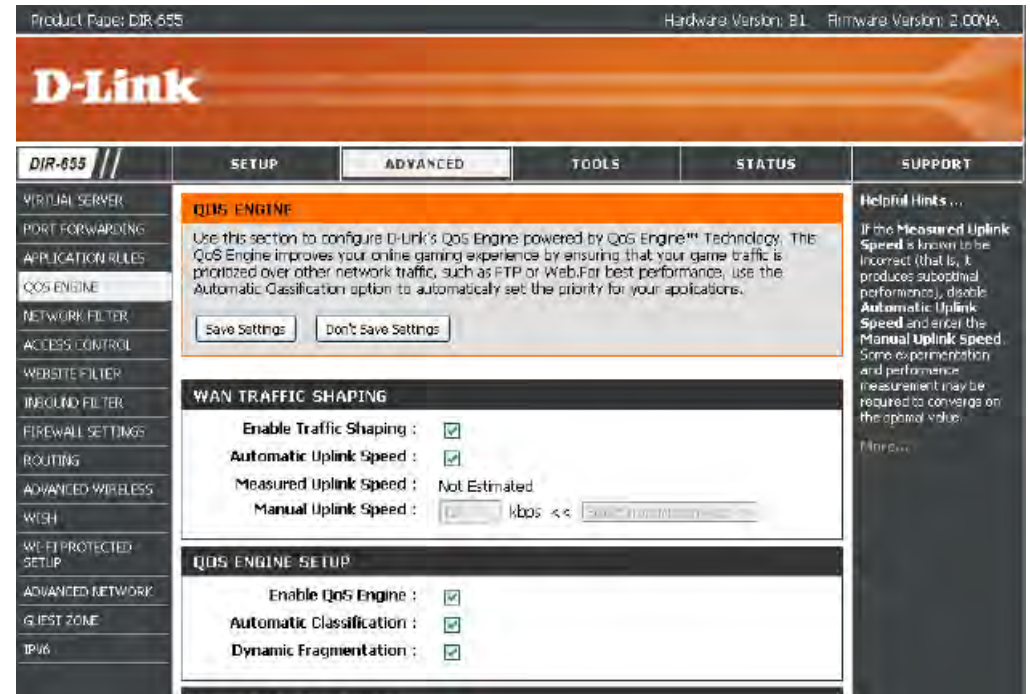 Product Page: DIR-655
Hardware Version: B1 Firmware Version: 2.00NA
D-Link
DIR-655
SETUP
ADVANCED
TOOLS
STATUS
SUPPORT
VIRTUAL SERVER
PORT FORWARDING
APPLICATION RULES
QOS ENGINE
NETWORK FILTER
ACCESS CONTROL
WEBSITE FILTER
INBOUND FILTER
FIREWALL SETTINGS
ROUTING
ADVANCED WIRELESS
WISH
WI-FI PROTECTED
SETUP
ADVANCED NETWORK
GUEST ZONE
IPV6
QOS ENGINE
Use this section to configure D-Link's QoS Engine powered by QoS Engine™ Technology. This
QoS Engine improves your online gaming experience by ensuring that your game traffic is
prioritized over other network traffic, such as FTP or Web.For best performance, use the
Automatic Classification option to automatically set the priority for your applications.
Save Settings
Don't Save Settings
WAN TRAFFIC SHAPING
Enable Traffic Shaping :
Automatic Uplink Speed :
Measured Uplink Speed : Not Estimated
Manual Uplink Speed : kbps <<
QOS ENGINE SETUP
Enable QoS Engine :
Automatic Classification :
Dynamic Fragmentation :
Helpful Hints...
If the Measured Uplink
Speed is known to be
incorrect (that is, it
produces suboptimal
performance), disable
Automatic Uplink
Speed and enter the
Manual Uplink Speed.
Some experimentation
and performance
measurement may be
required to converge on
the optimal value.
More...